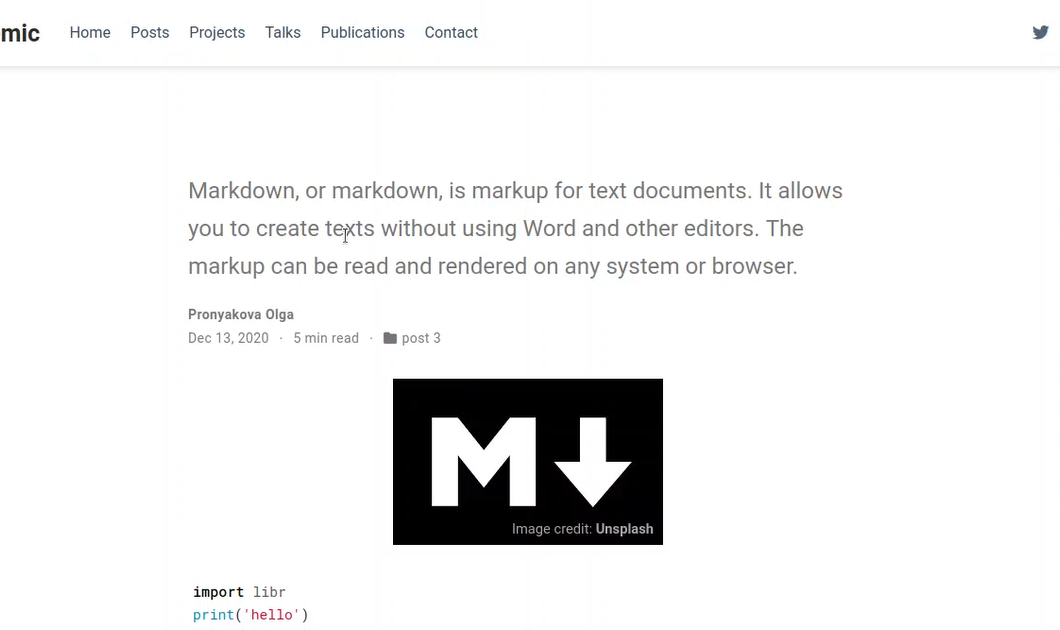 mic Home Posts Projects Talks Publications Contact
Markdown, or markdown, is markup for text documents. It allows
you to create texts without using Word and other editors. The
markup can be read and rendered on any system or browser.
Pronyakova Olga
Dec 13, 2020 · 5 min read · post 3
M
Image credit: Unsplash
import libr
print('hello')